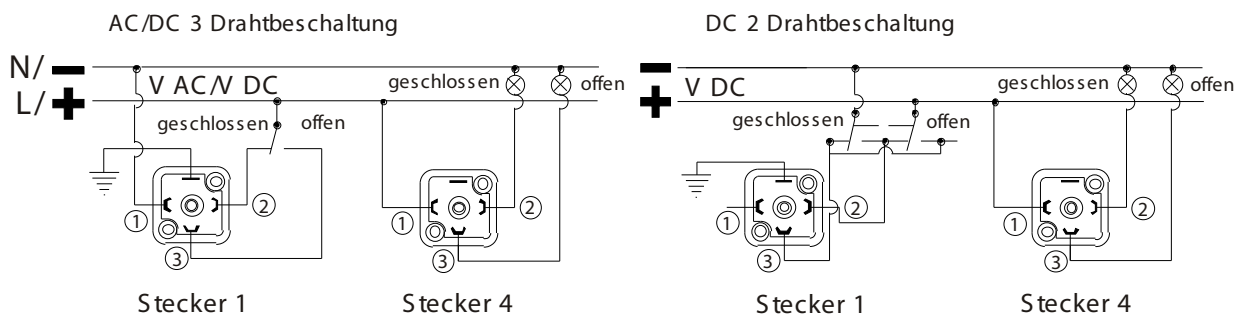 AC/DC 3 Drahtbeschaltung
N/ −
L/ +
V AC/V DC
geschlossen offen
geschlossen offen
1
2
3
Stecker 1
1
2
3
Stecker 4
DC 2 Drahtbeschaltung
−
+
V DC
geschlossen offen
geschlossen offen
1
2
3
Stecker 1
1
2
3
Stecker 4